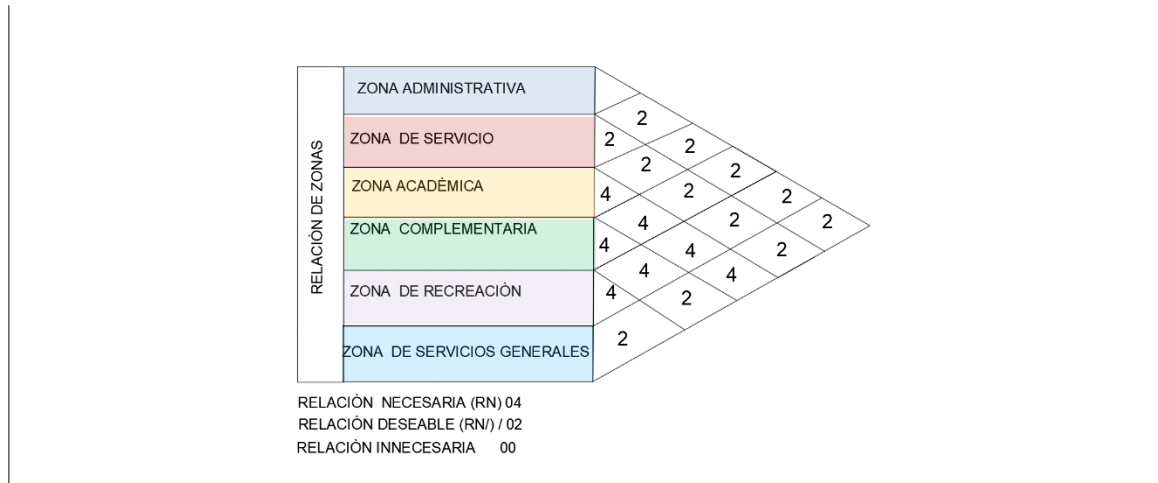 RELACIÒN DE ZONAS
ZONA ADMINISTRATIVA
ZONA DE SERVICIO
ZONA ACADÈMICA
ZONA COMPLEMENTARIA
ZONA DE RECREACIÒN
ZONA DE SERVICIOS GENERALES
2
2 2
2 2
4 2 2
4 2 2
4 4 2
4 4
4 2
2
RELACIÒN NECESARIA (RN) 04
RELACIÒN DESEABLE (RN/) / 02
RELACIÒN INNECESARIA 00